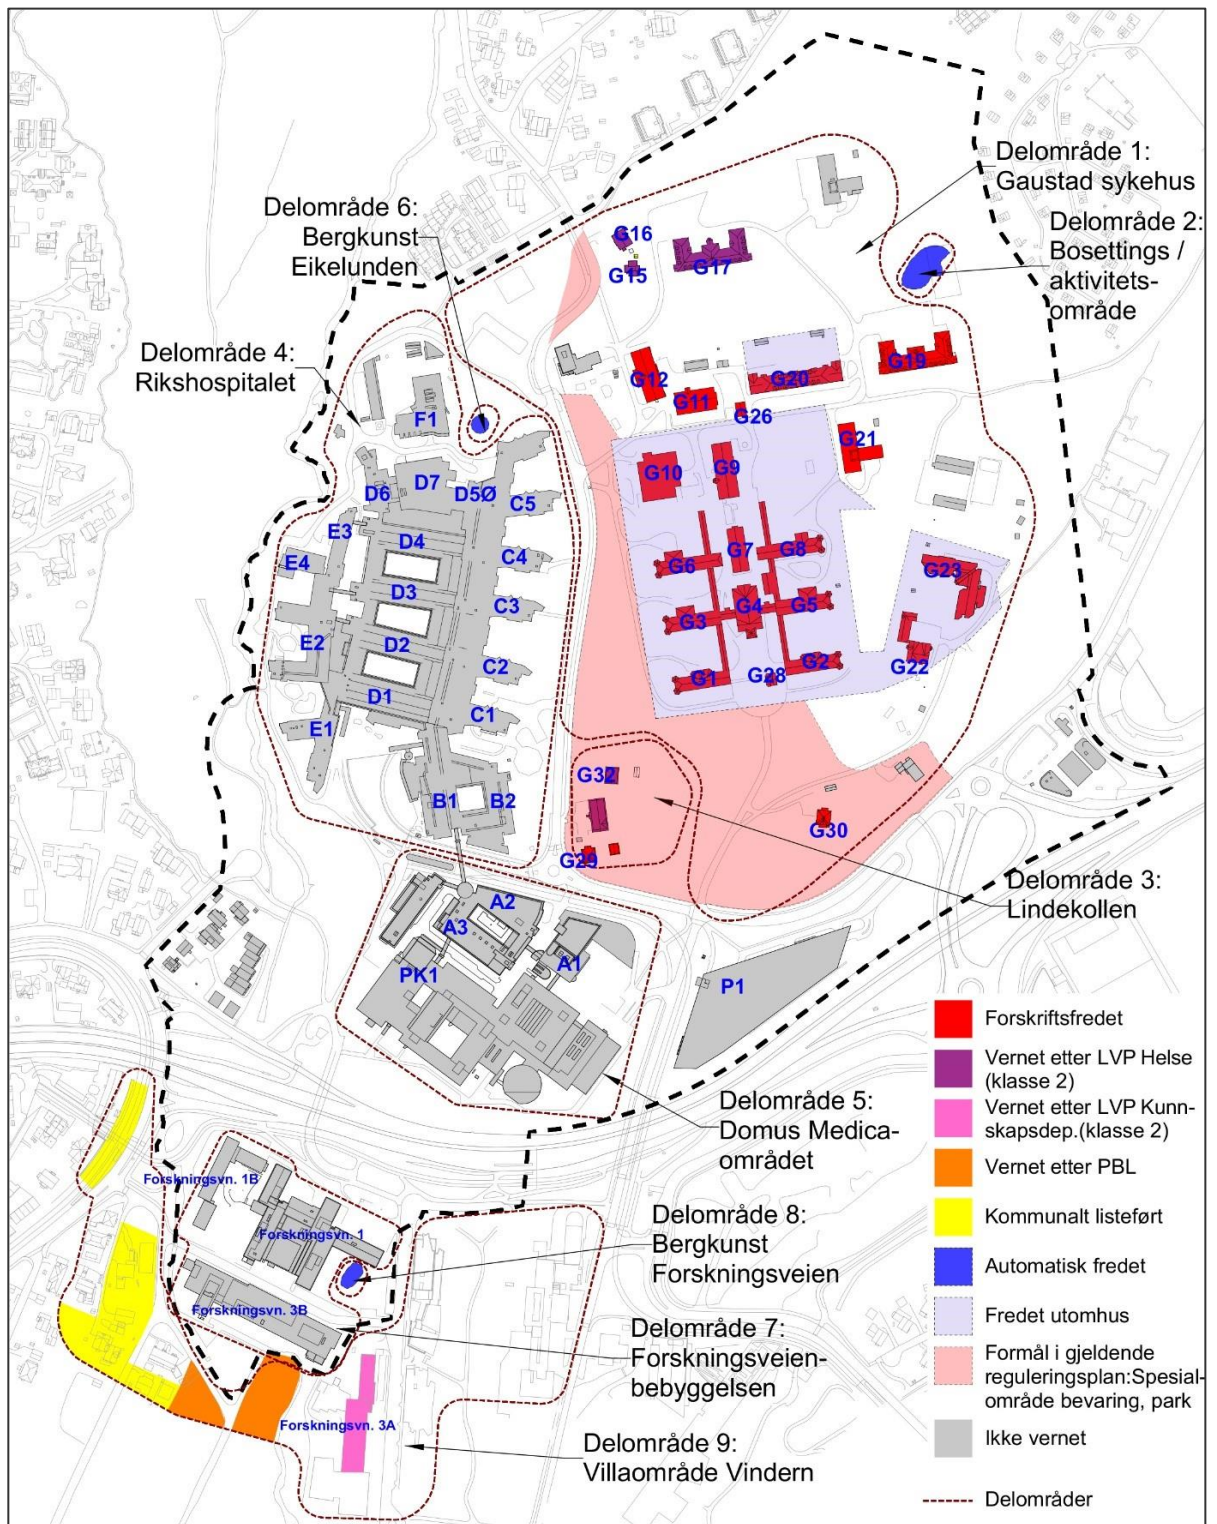 Delområde 1:
Gaustad sykehus
Delområde 2:
Bosettings /
aktivitets-
område
Delområde 6:
Bergkunst
Eikelunden
Delområde 4:
Rikshospitalet
G16
G15
G17
G12
G11
G20
G19
G26
G21
G10
G9
G6
G7
G8
G3
G4
G5
G1
G28
G2
G23
G22
F1
D6
D7
D5Ø
C5
E3
D4
C4
E4
D3
C3
E2
D2
C2
D1
C1
E1
B1
B2
G32
G29
G30
Delområde 3:
Lindekollen
A2
A3
A1
PK1
P1
Delområde 5:
Domus Medica-
området
Forskningsvn. 1B
Forskningsvn. 1
Forskningsvn. 3B
Forskningsvn. 3A
Delområde 8:
Bergkunst
Forskningsveien
Delområde 7:
Forskningsveien-
bebyggelsen
Delområde 9:
Villaområde Vindern
Forskriftsfredet
Vernet etter LVP Helse
(klasse 2)
Vernet etter LVP Kunn-
skapsdep.(klasse 2)
Vernet etter PBL
Kommunalt listeført
Automatisk fredet
Fredet utomhus
Formål i gjeldende
reguleringsplan:Spesial-
område bevaring, park
Ikke vernet
Delområder